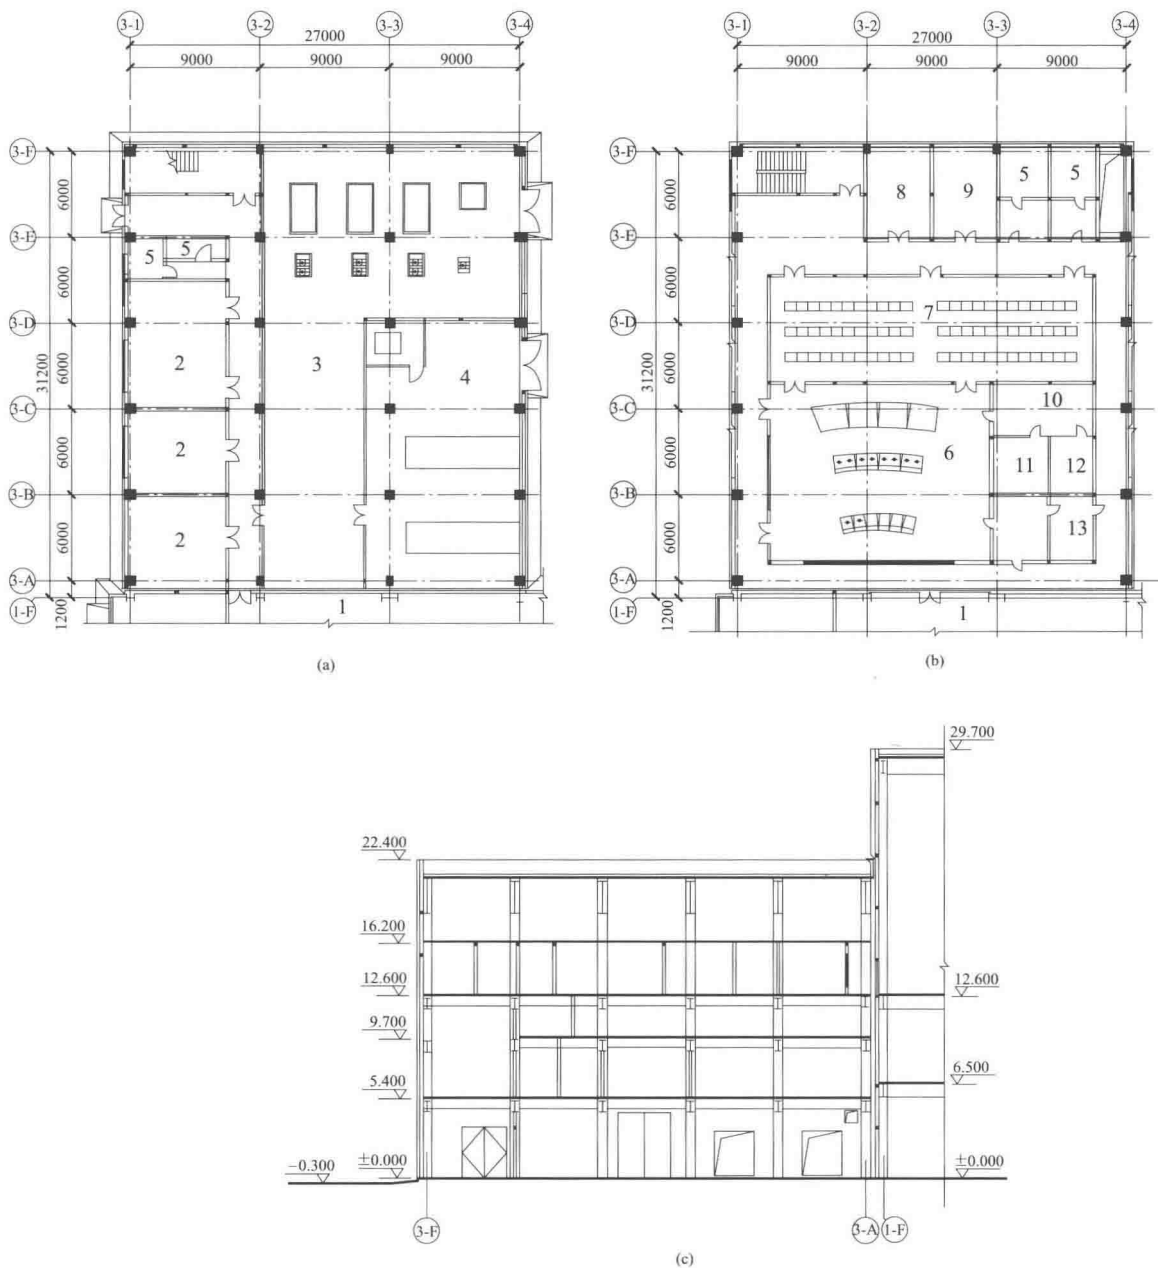 3-1 3-2 3-3 3-4
27000
9000 9000 9000
3-F
3-E
3-D
3-C
3-B
3-A
1-F
6000
6000
6000
6000
6000
31200
1200
5 5
2
3
4
2
2
1
(a)
3-1 3-2 3-3 3-4
27000
9000 9000 9000
3-F
3-E
3-D
3-C
3-B
3-A
1-F
6000
6000
6000
6000
6000
31200
1200
8 9 5 5
7
10
6
11 12
13
1
(b)
29.700
22.400
16.200
12.600 12.600
9.700
6.500
5.400
-0.300 ±0.000 ±0.000
3-F 3-A 1-F
(c)